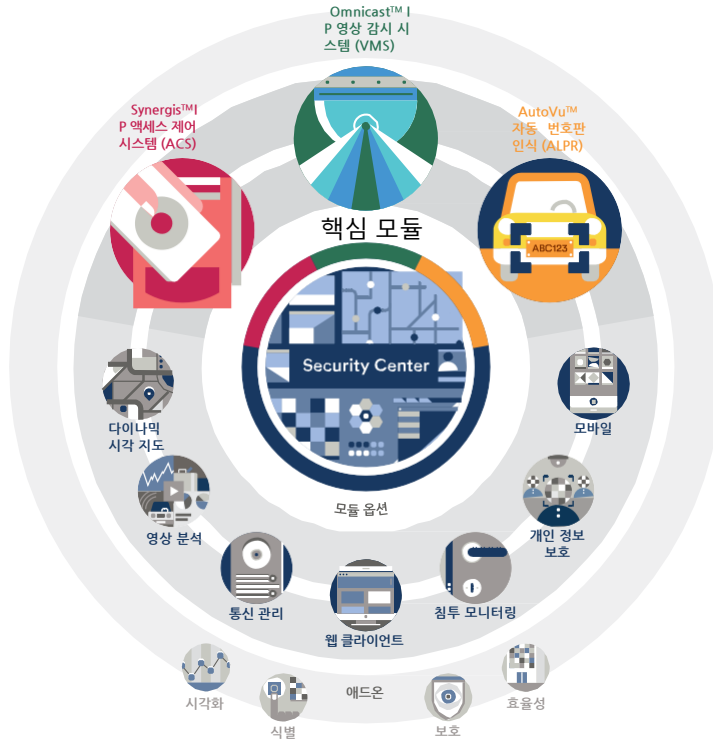 Omnicast™ I
P 영상 감시 시
스템 (VMS)
Synergis™I
P 액세스 제어
시스템 (ACS)
AutoVu™
자동 번호판
인식 (ALPR)
ABC123
핵심 모듈
Security Center
다이나믹
시각 지도
모바일
모듈 옵션
영상 분석
개인 정보
보호
통신 관리
웹 클라이언트
침투 모니터링
애드온
시각화
식별
보호
효율성